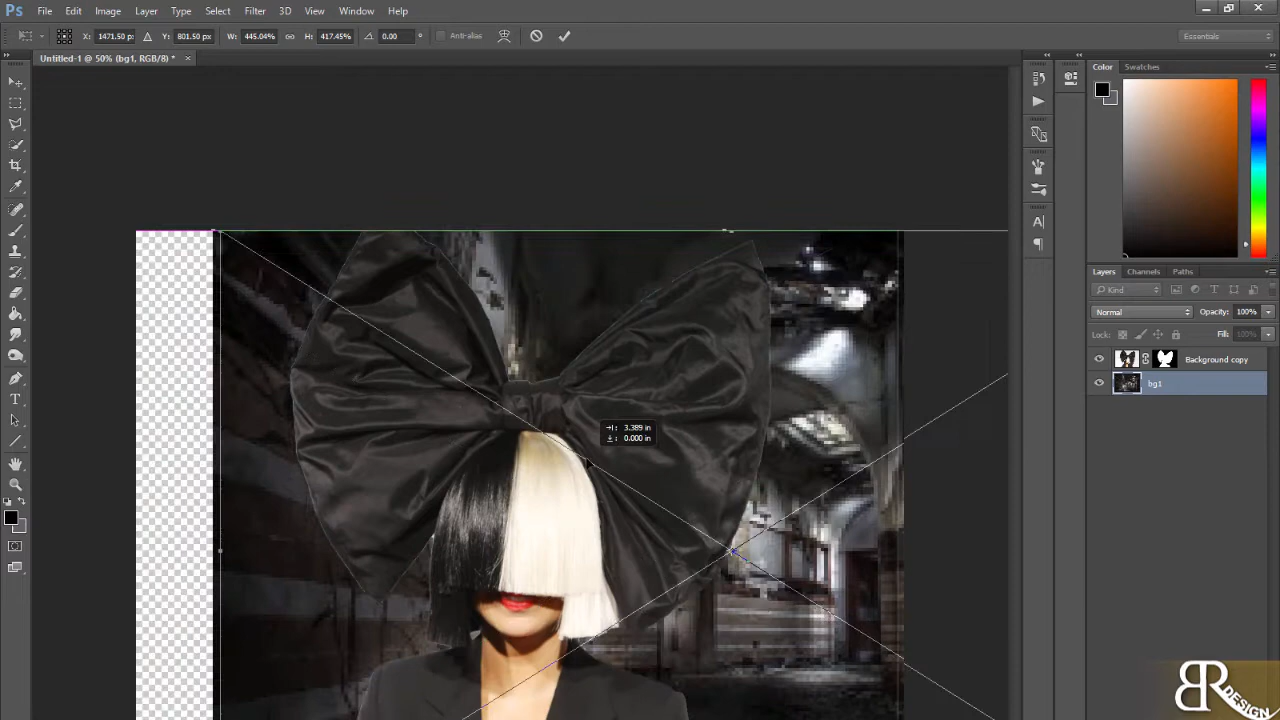 Ps File Edit Image Layer Type Select Filter 3D View Window Help
X: 1471.50 px Y: 801.50 px W: 445.04% H: 417.45% 0.00 ° Anti-alias Essentials
Untitled-1 @ 50% (bg1, RGB/8) * ×
Color Swatches
Layers Channels Paths
Kind
Normal Opacity: 100%
Lock: Fill: 100%
Background copy
bg1
3.389 in
0.000 in
BR
DESIGN